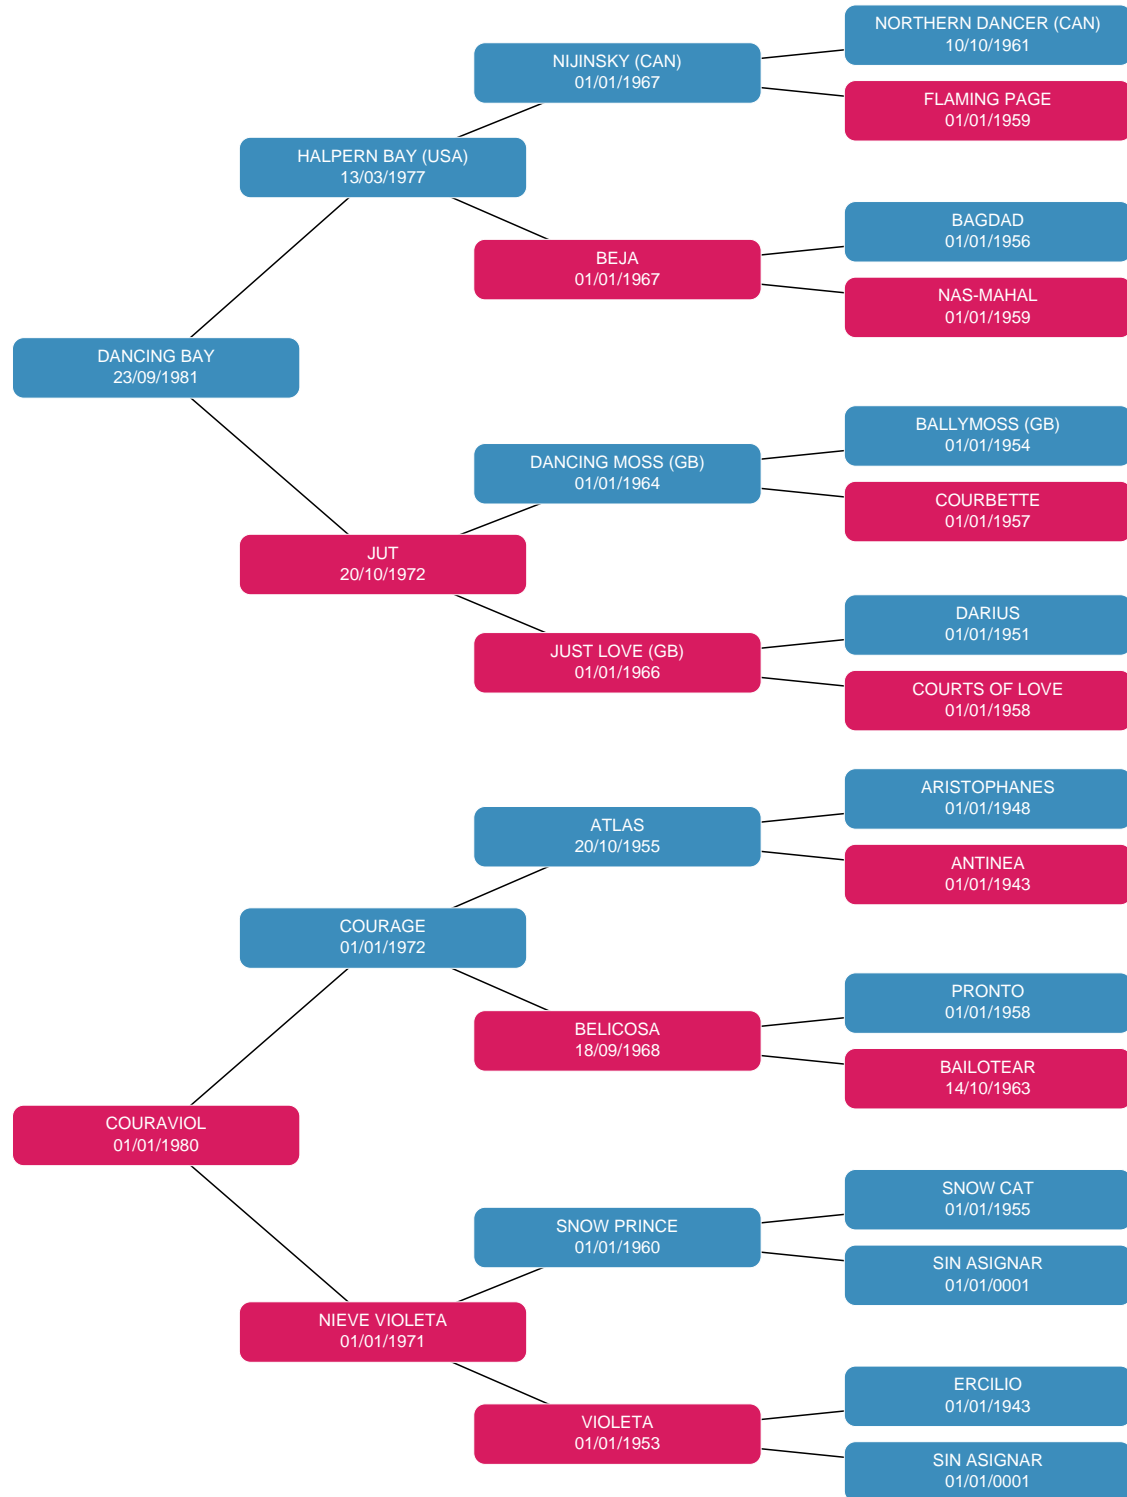 NORTHERN DANCER (CAN)
10/10/1961
NIJINSKY (CAN)
01/01/1967
FLAMING PAGE
01/01/1959
HALPERN BAY (USA)
13/03/1977
BAGDAD
01/01/1956
BEJA
01/01/1967
NAS-MAHAL
01/01/1959
DANCING BAY
23/09/1981
BALLYMOSS (GB)
01/01/1954
DANCING MOSS (GB)
01/01/1964
COURBETTE
01/01/1957
JUT
20/10/1972
DARIUS
01/01/1951
JUST LOVE (GB)
01/01/1966
COURTS OF LOVE
01/01/1958
ARISTOPHANES
01/01/1948
ATLAS
20/10/1955
ANTINEA
01/01/1943
COURAGE
01/01/1972
PRONTO
01/01/1958
BELICOSA
18/09/1968
BAILOTEAR
14/10/1963
COURAVIOL
01/01/1980
SNOW CAT
01/01/1955
SNOW PRINCE
01/01/1960
SIN ASIGNAR
01/01/0001
NIEVE VIOLETA
01/01/1971
ERCILIO
01/01/1943
VIOLETA
01/01/1953
SIN ASIGNAR
01/01/0001